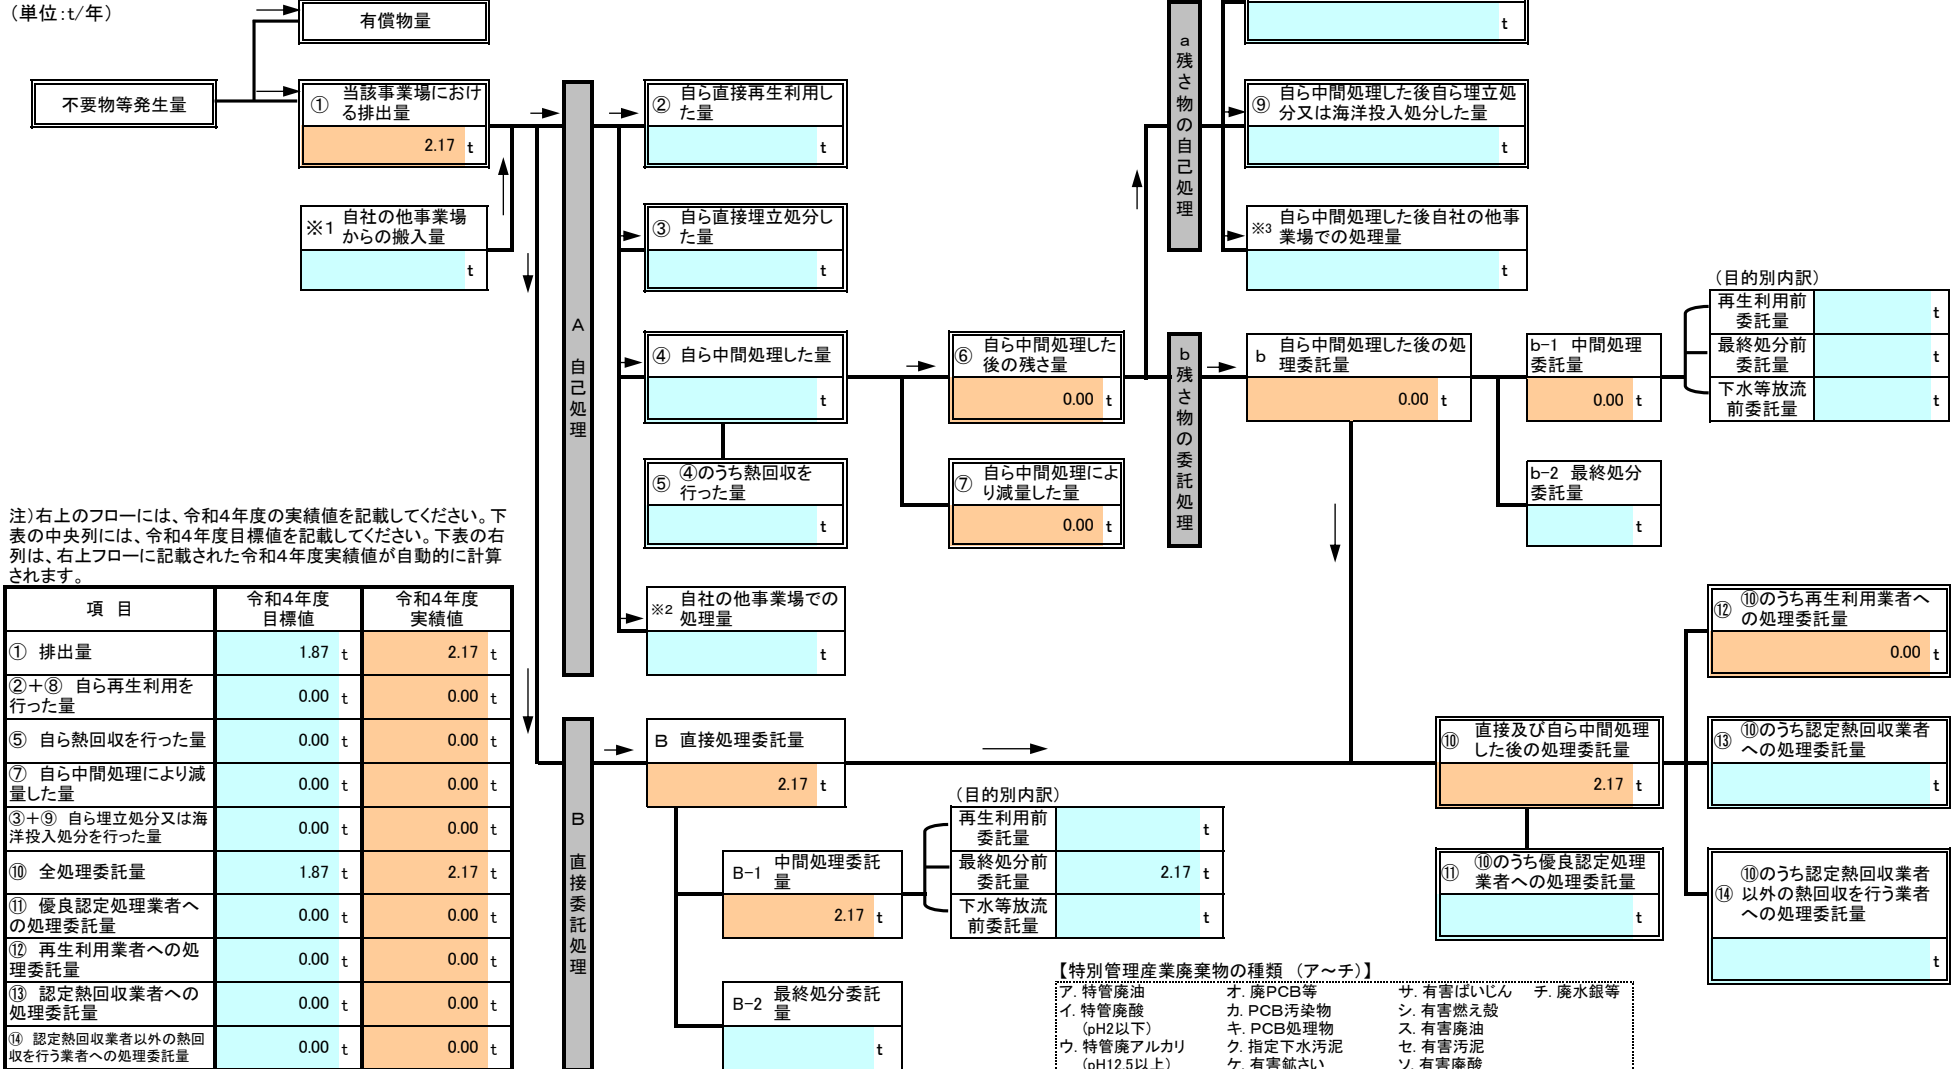 （単位：t/年）
有償物量
不要物等発生量
① 当該事業場におけ
る排出量
2.17 t
※1 自社の他事業場
からの搬入量
t
A 自己処理
② 自ら直接再生利用し
た量
t
③ 自ら直接埋立処分し
た量
t
④ 自ら中間処理した量
t
⑤ ④のうち熱回収を
行った量
t
※2 自社の他事業場での
処理量
t
⑥ 自ら中間処理した
後の残さ量
0.00 t
⑦ 自ら中間処理によ
り減量した量
0.00 t
a 残さ物の自己処理
t
⑨ 自ら中間処理した後自ら埋立処
分又は海洋投入処分した量
t
※3 自ら中間処理した後自社の他事
業場での処理量
t
b 残さ物の委託処理
b 自ら中間処理した後の処
理委託量
0.00 t
b-1 中間処理
委託量
0.00 t
b-2 最終処分
委託量
t
（目的別内訳）
再生利用前
委託量
t
最終処分前
委託量
t
下水等放流
前委託量
t
注）右上のフローには、令和４年度の実績値を記載してください。下
表の中央列には、令和４年度目標値を記載してください。下表の右
列は、右上フローに記載された令和４年度実績値が自動的に計算
されます。
項 目 令和４年度
目標値 令和４年度
実績値
① 排出量 1.87 t 2.17 t
②＋⑧ 自ら再生利用を
行った量 0.00 t 0.00 t
⑤ 自ら熱回収を行った量 0.00 t 0.00 t
⑦ 自ら中間処理により減
量した量 0.00 t 0.00 t
③＋⑨ 自ら埋立処分又は海
洋投入処分を行った量 0.00 t 0.00 t
⑩ 全処理委託量 1.87 t 2.17 t
⑪ 優良認定処理業者へ
の処理委託量 0.00 t 0.00 t
⑫ 再生利用業者への処
理委託量 0.00 t 0.00 t
⑬ 認定熱回収業者への
処理委託量 0.00 t 0.00 t
⑭ 認定熱回収業者以外の熱回
収を行う業者への処理委託量 0.00 t 0.00 t
B 直接委託処理
B 直接処理委託量
2.17 t
B-1 中間処理委託
量
2.17 t
B-2 最終処分委託
量
t
（目的別内訳）
再生利用前
委託量
t
最終処分前
委託量
2.17 t
下水等放流
前委託量
t
⑩ 直接及び自ら中間処理
した後の処理委託量
2.17 t
⑪ ⑩のうち優良認定処理
業者への処理委託量
t
⑫ ⑩のうち再生利用業者へ
の処理委託量
0.00 t
⑬ ⑩のうち認定熱回収業者
への処理委託量
t
⑭ ⑩のうち認定熱回収業者
以外の熱回収を行う業者
への処理委託量
t
【特別管理産業廃棄物の種類 （ア～チ）】
ア. 特管廃油 オ. 廃PCB等 サ. 有害ばいじん チ. 廃水銀等
イ. 特管廃酸 カ. PCB汚染物 シ. 有害燃え殻
（pH2以下） キ. PCB処理物 ス. 有害廃油
ウ. 特管廃アルカリ ク. 指定下水汚泥 セ. 有害汚泥
（pH12.5以上） ケ. 有害鉱さい ソ. 有害廃酸